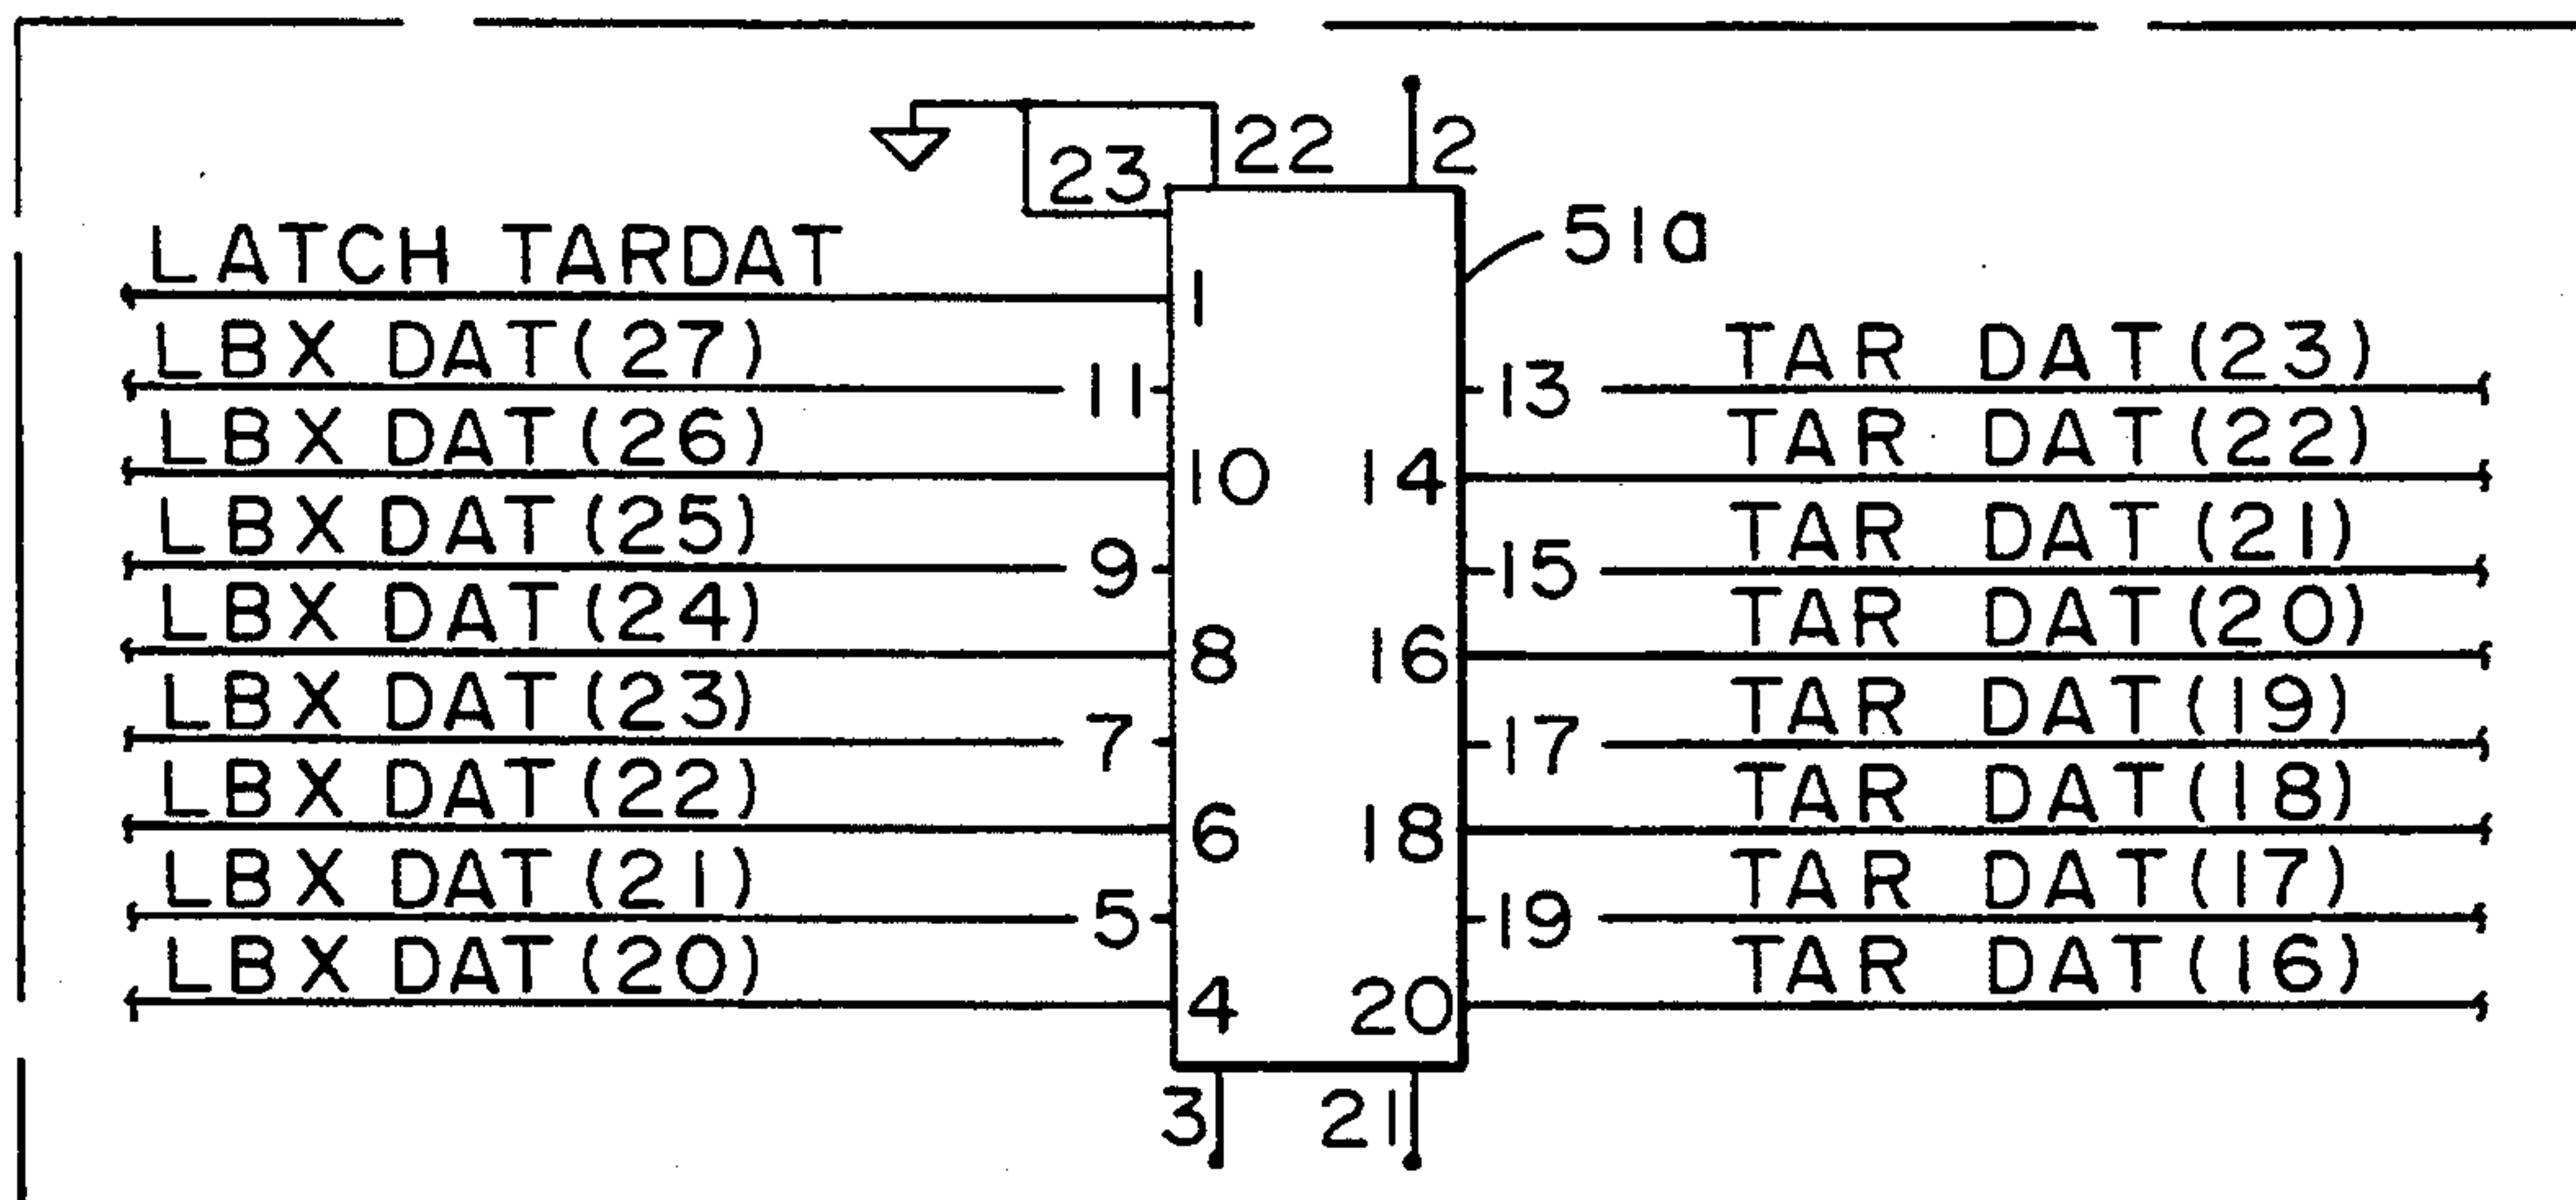 22 2
23
51a
LATCH TARDAT
1
LBX DAT(27) 11 13 TAR DAT(23)
LBX DAT(26) 10 14 TAR DAT(22)
LBX DAT(25) 9 15 TAR DAT(21)
LBX DAT(24) 8 16 TAR DAT(20)
LBX DAT(23) 7 17 TAR DAT(19)
LBX DAT(22) 6 18 TAR DAT(18)
LBX DAT(21) 5 19 TAR DAT(17)
LBX DAT(20) 4 20 TAR DAT(16)
3 21